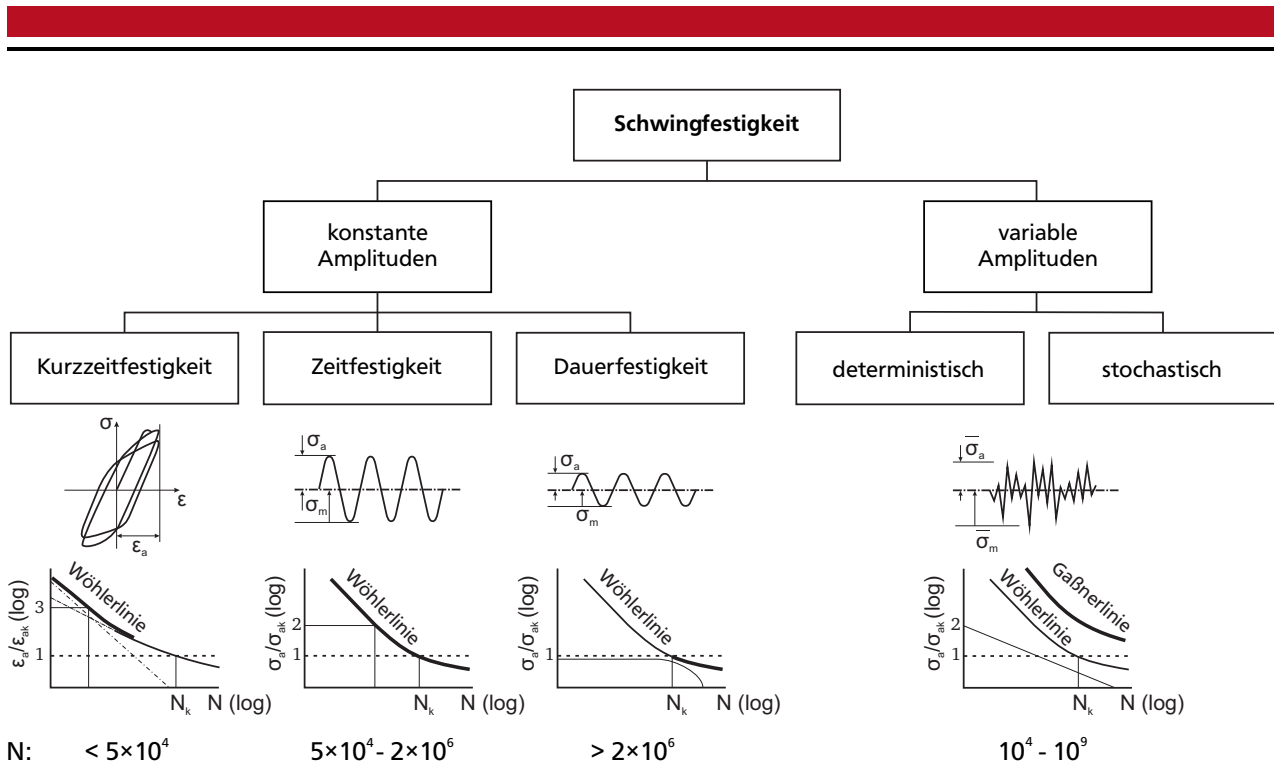 Schwingfestigkeit
konstante
Amplituden
variable
Amplituden
Kurzzeitfestigkeit
Zeitfestigkeit
Dauerfestigkeit
deterministisch
stochastisch
σ
ε
εₐ
σₐ
σₘ
σₐ
σₘ
σ̅ₐ
σ̅ₘ
εₐ/εₐₖ (log)
3
1
Wöhlerlinie
Nₖ N (log)
σₐ/σₐₖ (log)
2
1
Wöhlerlinie
Nₖ N (log)
σₐ/σₐₖ (log)
1
Wöhlerlinie
Nₖ N (log)
σₐ/σₐₖ (log)
2
1
Gaßnerlinie
Wöhlerlinie
Nₖ N (log)
N: < 5×10⁴ 5×10⁴ - 2×10⁶ > 2×10⁶ 10⁴ - 10⁹